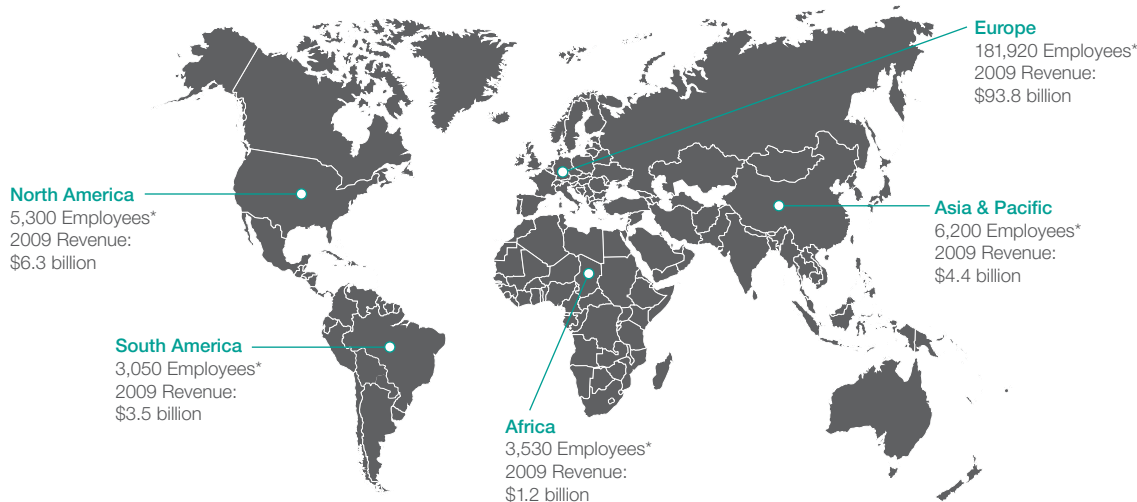 Europe
181,920 Employees*
2009 Revenue:
$93.8 billion
North America
5,300 Employees*
2009 Revenue:
$6.3 billion
Asia & Pacific
6,200 Employees*
2009 Revenue:
$4.4 billion
South America
3,050 Employees*
2009 Revenue:
$3.5 billion
Africa
3,530 Employees*
2009 Revenue:
$1.2 billion